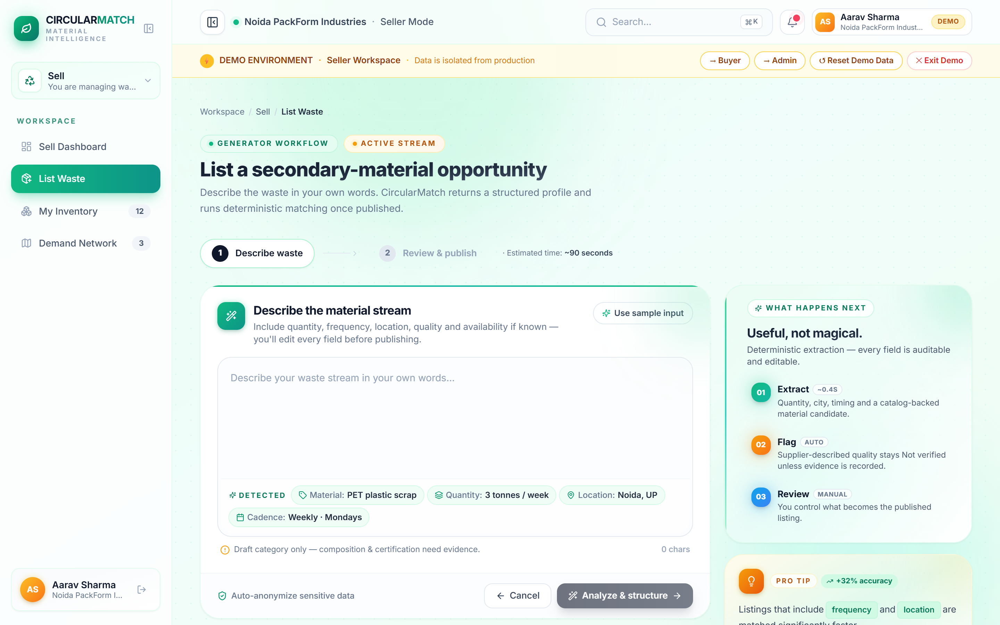 CIRCULARMATCH
MATERIAL
INTELLIGENCE
Sell
You are managing wa...
WORKSPACE
Sell Dashboard
List Waste
My Inventory 12
Demand Network 3
AS Aarav Sharma
Noida PackForm I...
Noida PackForm Industries · Seller Mode
Search... ⌘K
AS Aarav Sharma
Noida PackForm Indust...
DEMO
DEMO ENVIRONMENT · Seller Workspace · Data is isolated from production
→ Buyer
→ Admin
↺ Reset Demo Data
✕ Exit Demo
Workspace / Sell / List Waste
GENERATOR WORKFLOW
ACTIVE STREAM
List a secondary-material opportunity
Describe the waste in your own words. CircularMatch returns a structured profile and
runs deterministic matching once published.
1 Describe waste
2 Review & publish
· Estimated time: ~90 seconds
Describe the material stream
Include quantity, frequency, location, quality and availability if known —
you'll edit every field before publishing.
Use sample input
Describe your waste stream in your own words...
DETECTED Material: PET plastic scrap Quantity: 3 tonnes / week Location: Noida, UP
Cadence: Weekly · Mondays
Draft category only — composition & certification need evidence. 0 chars
Auto-anonymize sensitive data
← Cancel
Analyze & structure →
WHAT HAPPENS NEXT
Useful, not magical.
Deterministic extraction — every field is auditable
and editable.
01 Extract ~0.4S
Quantity, city, timing and a catalog-backed
material candidate.
02 Flag AUTO
Supplier-described quality stays Not verified
unless evidence is recorded.
03 Review MANUAL
You control what becomes the published
listing.
PRO TIP +32% accuracy
Listings that include frequency and location are
matched significantly faster